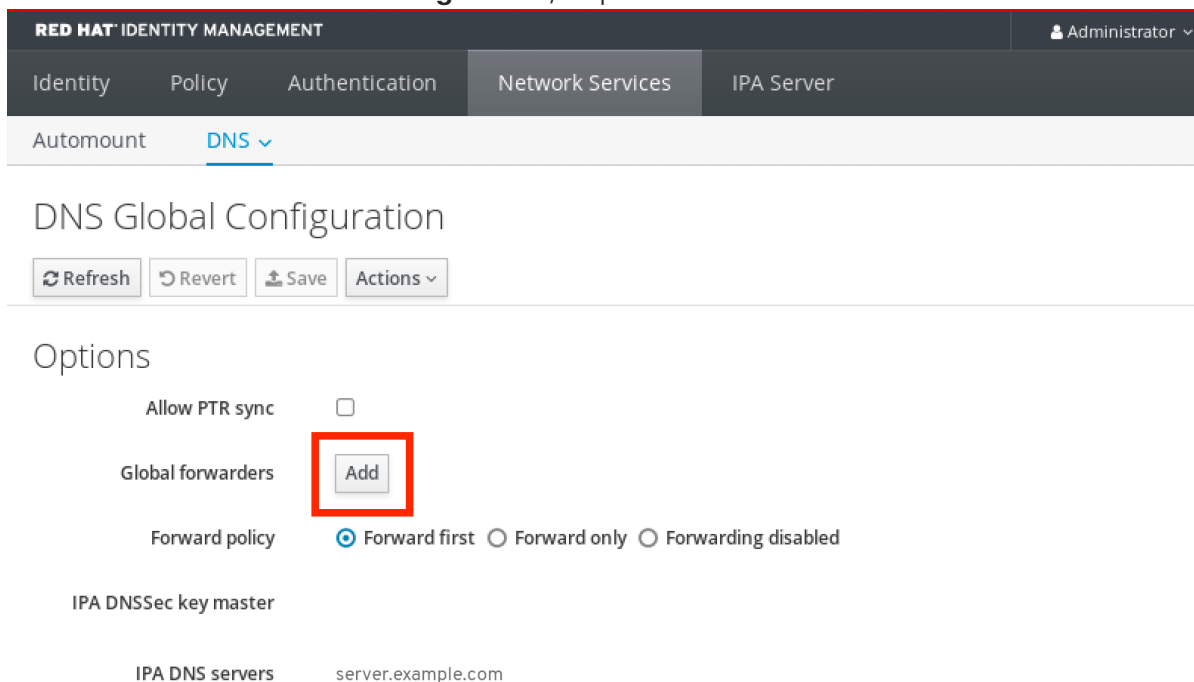 RED HAT® IDENTITY MANAGEMENT Administrator
Identity Policy Authentication Network Services IPA Server
Automount DNS
DNS Global Configuration
Refresh Revert Save Actions
Options
Allow PTR sync
Global forwarders Add
Forward policy Forward first Forward only Forwarding disabled
IPA DNSSec key master
IPA DNS servers server.example.com